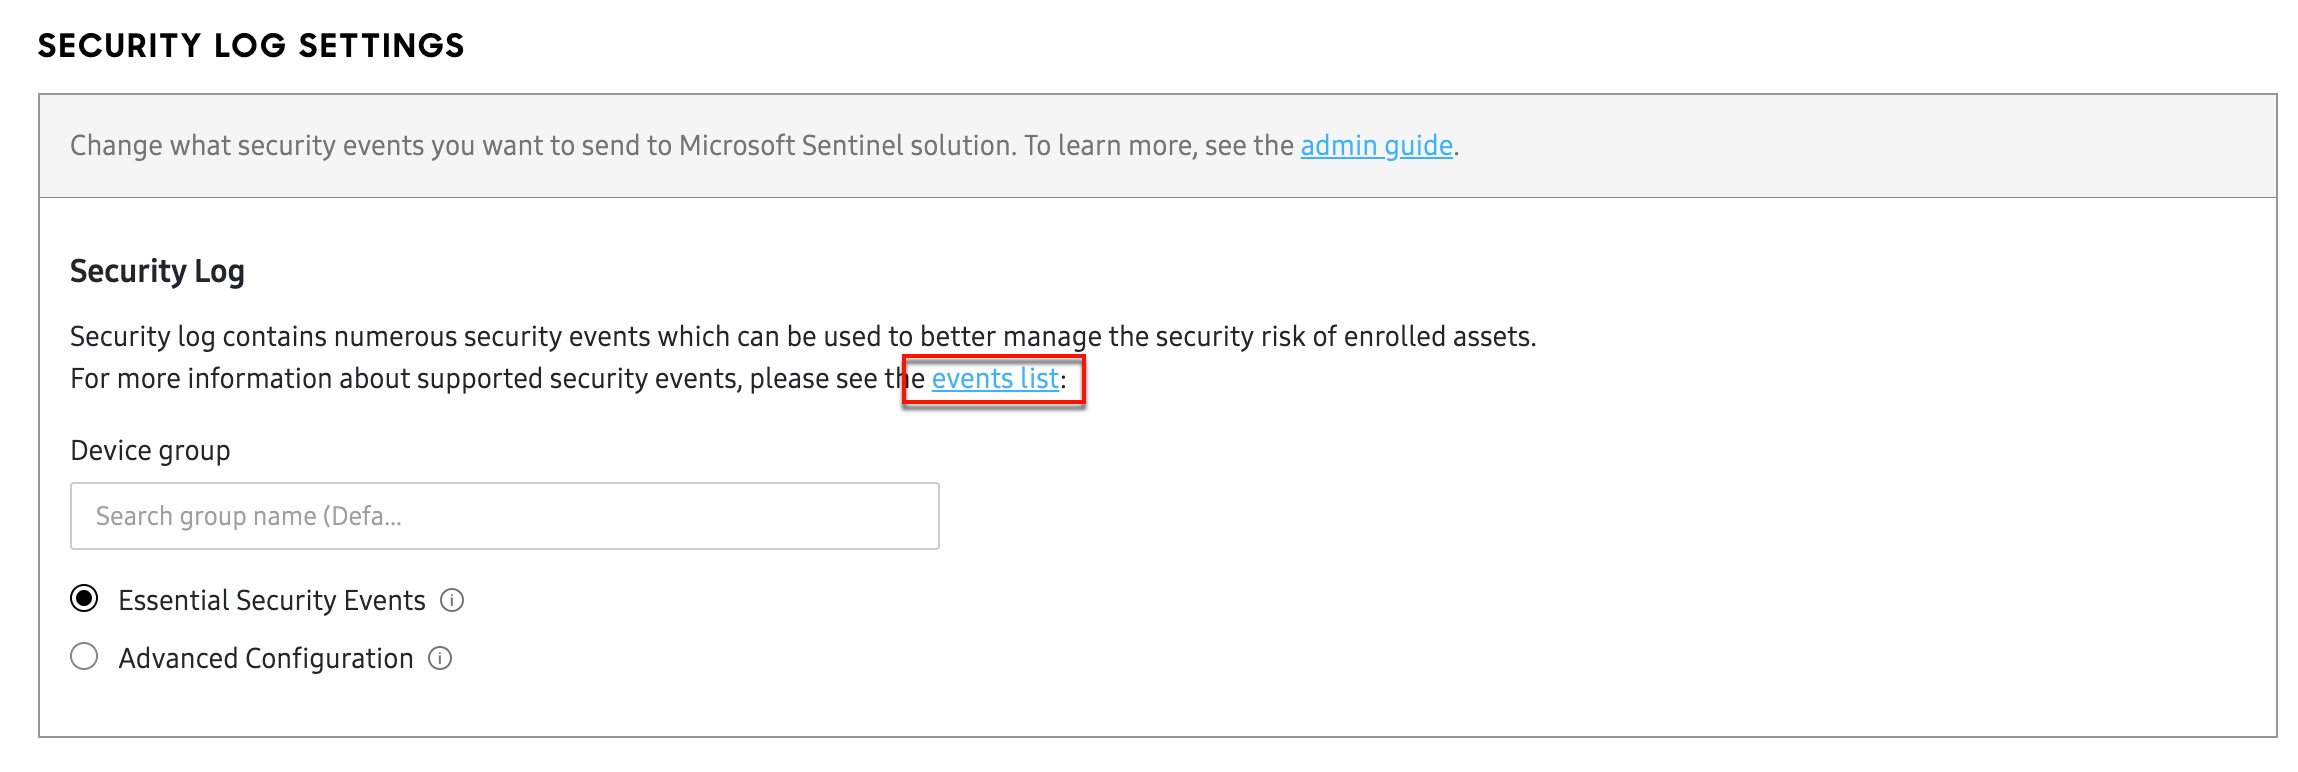 SECURITY LOG SETTINGS
Change what security events you want to send to Microsoft Sentinel solution. To learn more, see the admin guide.
Security Log
Security log contains numerous security events which can be used to better manage the security risk of enrolled assets.
For more information about supported security events, please see the events list:
Device group
Search group name (Defa...
Essential Security Events
Advanced Configuration